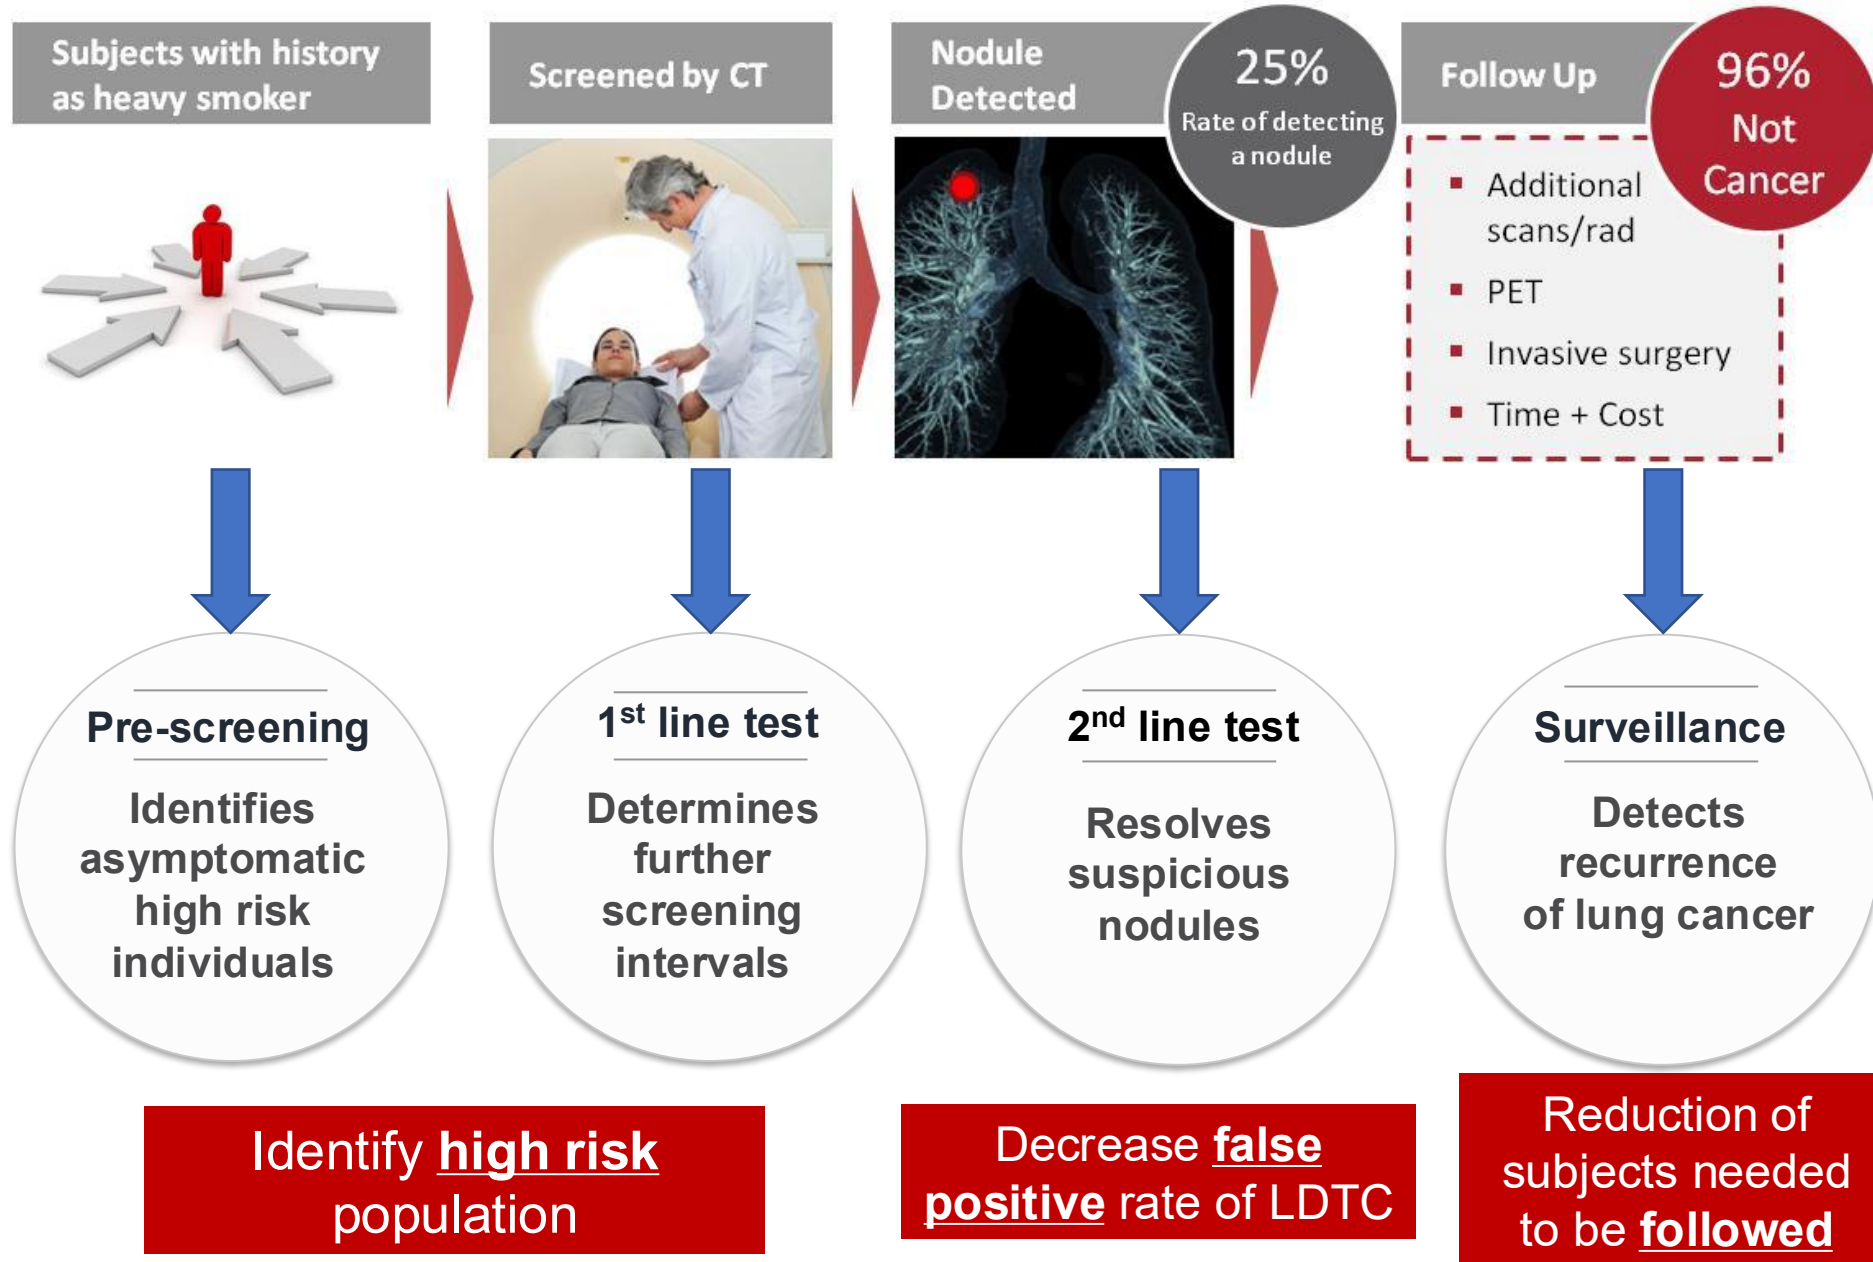 Subjects with history
as heavy smoker
Screened by CT
Nodule
Detected
25%
Rate of detecting
a nodule
Follow Up
96%
Not
Cancer
▪ Additional
scans/rad
▪ PET
▪ Invasive surgery
▪ Time + Cost
Pre-screening
Identifies
asymptomatic
high risk
individuals
1st line test
Determines
further
screening
intervals
2nd line test
Resolves
suspicious
nodules
Surveillance
Detects
recurrence
of lung cancer
Identify high risk
population
Decrease false
positive rate of LDTC
Reduction of
subjects needed
to be followed